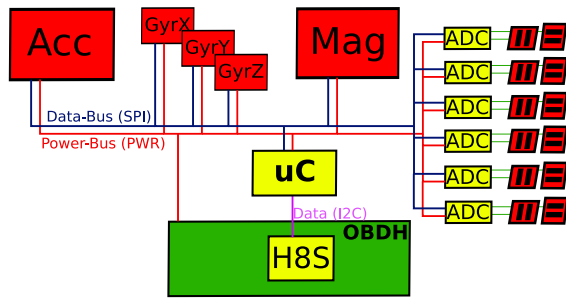 Acc
GyrX
GyrY
GyrZ
Mag
ADC
ADC
ADC
ADC
ADC
ADC
Data-Bus (SPI)
Power-Bus (PWR)
uC
Data (I2C)
OBDH
H8S